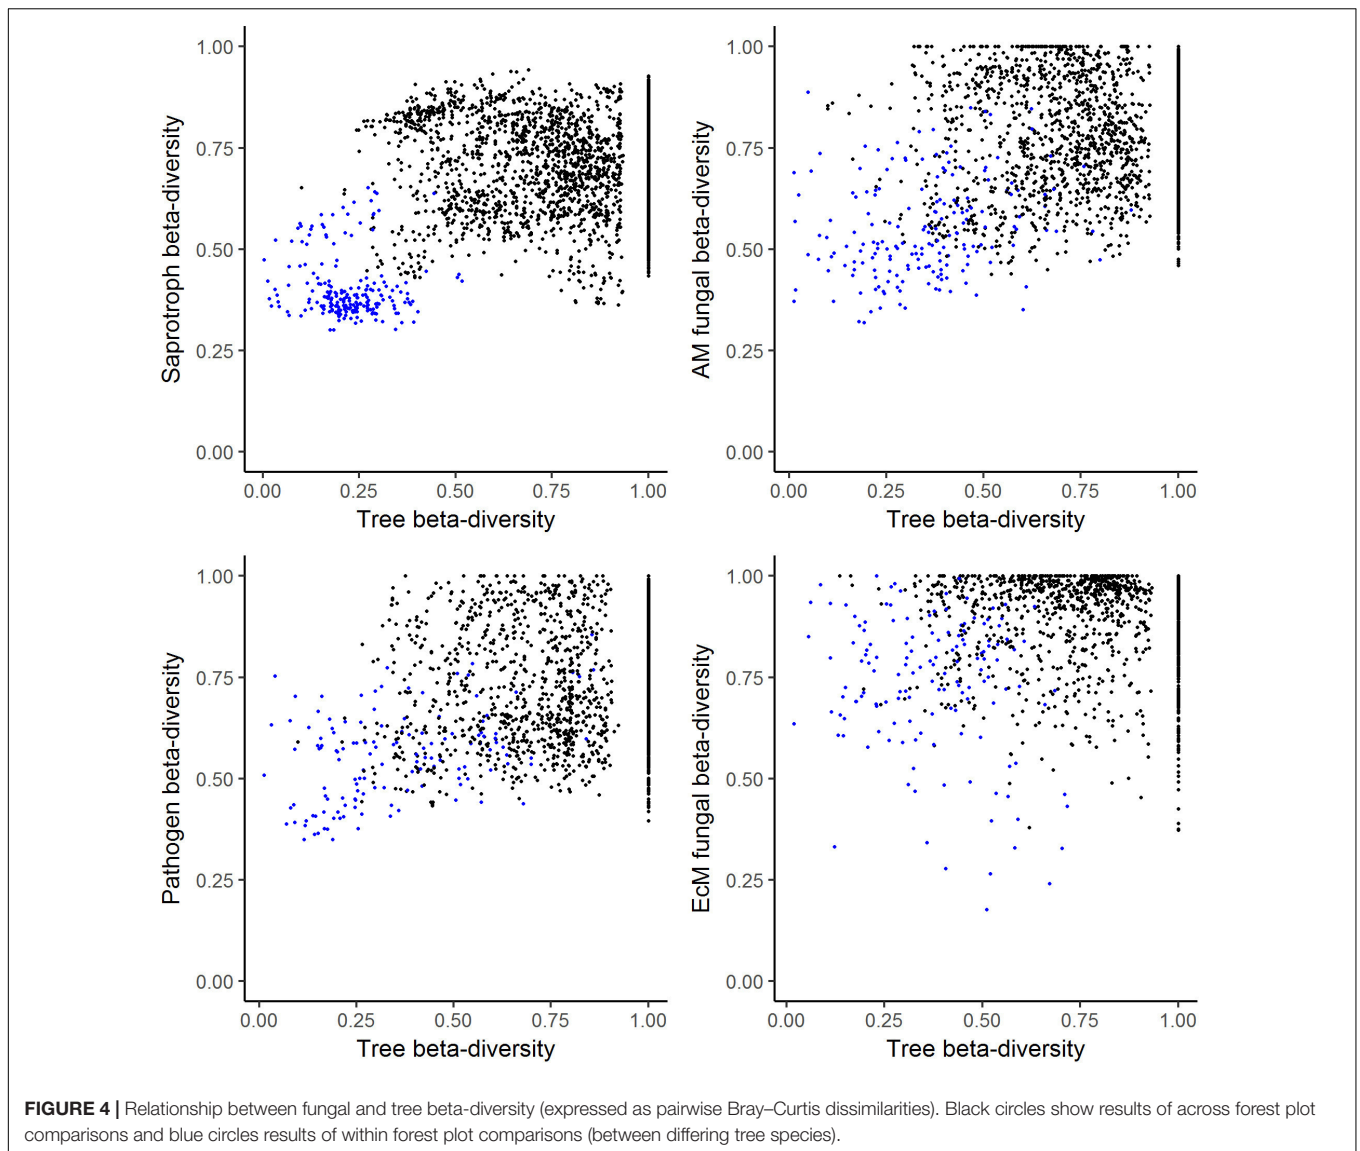 Saprotroph beta-diversity
1.00
0.75
0.50
0.25
0.00
0.00 0.25 0.50 0.75 1.00
Tree beta-diversity
AM fungal beta-diversity
1.00
0.75
0.50
0.25
0.00
0.00 0.25 0.50 0.75 1.00
Tree beta-diversity
Pathogen beta-diversity
1.00
0.75
0.50
0.25
0.00
0.00 0.25 0.50 0.75 1.00
Tree beta-diversity
EcM fungal beta-diversity
1.00
0.75
0.50
0.25
0.00
0.00 0.25 0.50 0.75 1.00
Tree beta-diversity
FIGURE 4 | Relationship between fungal and tree beta-diversity (expressed as pairwise Bray–Curtis dissimilarities). Black circles show results of across forest plot
comparisons and blue circles results of within forest plot comparisons (between differing tree species).